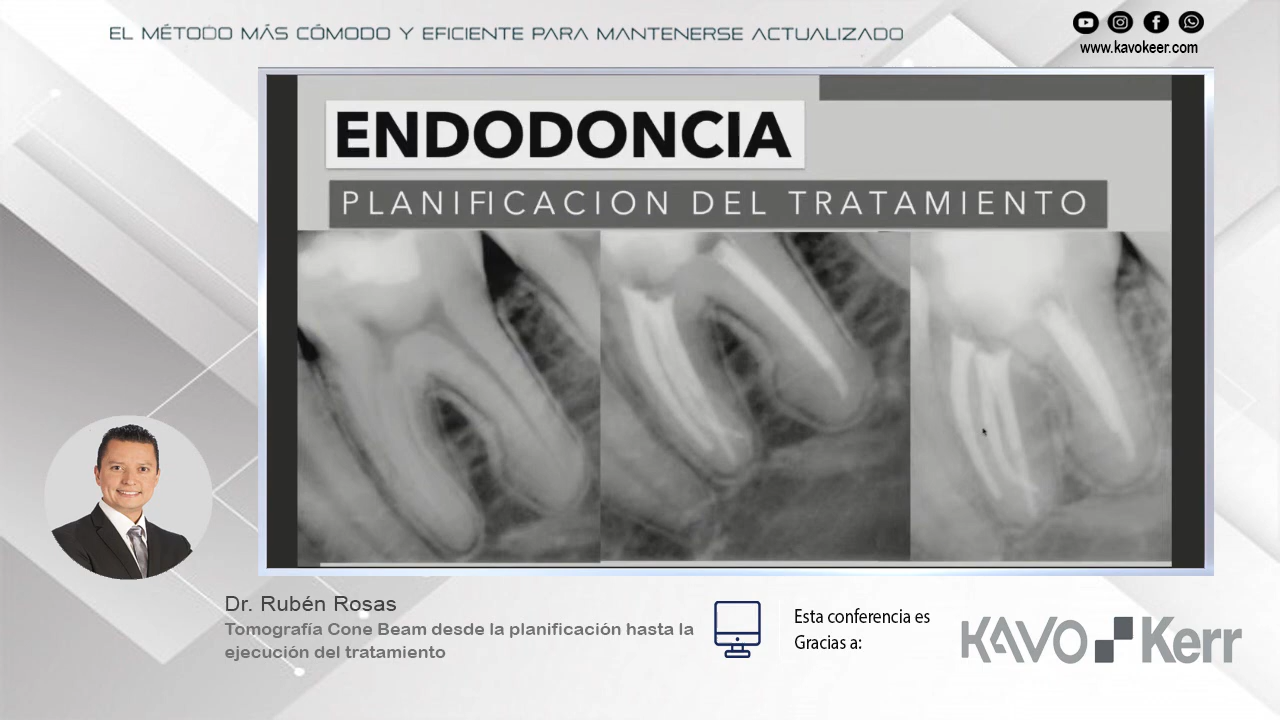 EL MÉTODO MÁS CÓMODO Y EFICIENTE PARA MANTENERSE ACTUALIZADO
www.kavokeer.com
ENDODONCIA
PLANIFICACION DEL TRATAMIENTO
Dr. Rubén Rosas
Tomografía Cone Beam desde la planificación hasta la
ejecución del tratamiento
Esta conferencia es
Gracias a:
KAVO Kerr